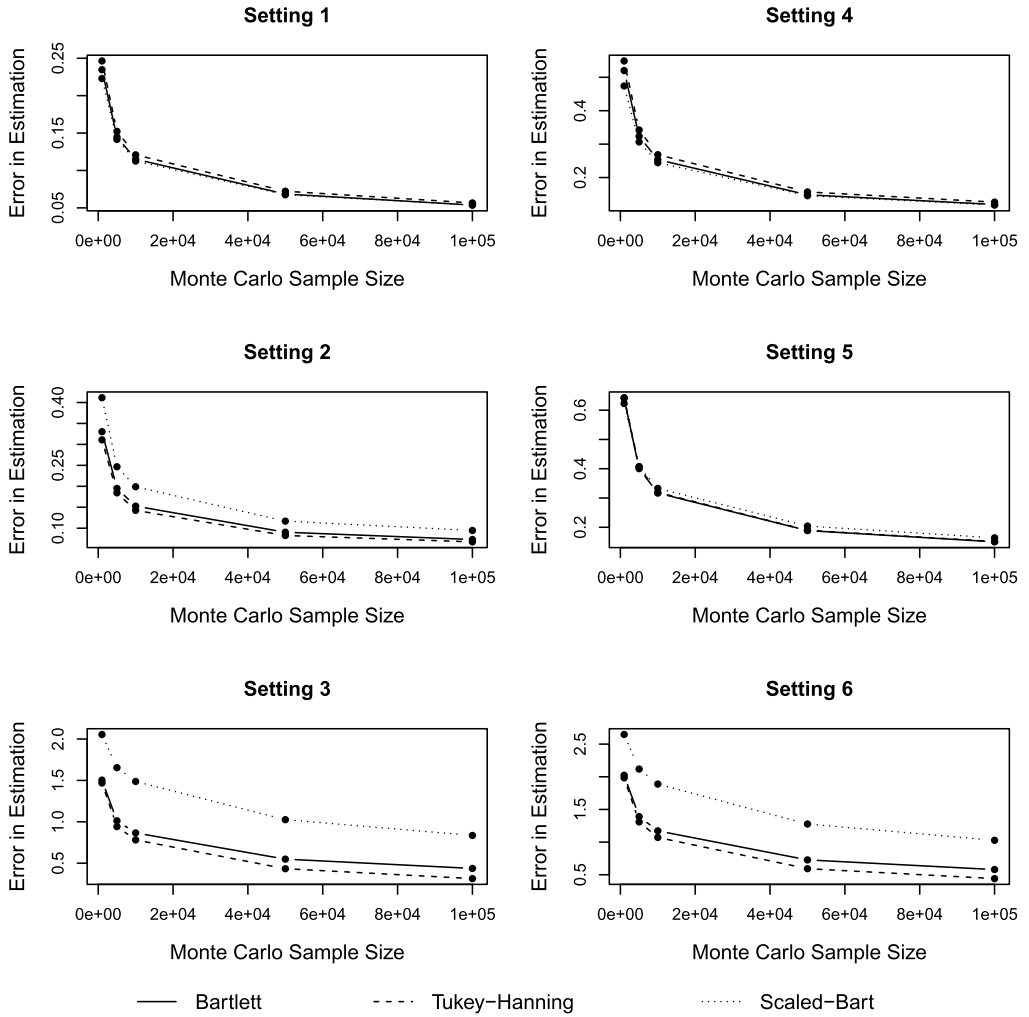 Setting 1
Error in Estimation
0.25
0.15
0.05
0e+00 2e+04 4e+04 6e+04 8e+04 1e+05
Monte Carlo Sample Size
Setting 4
Error in Estimation
0.4
0.2
0e+00 2e+04 4e+04 6e+04 8e+04 1e+05
Monte Carlo Sample Size
Setting 2
Error in Estimation
0.40
0.25
0.10
0e+00 2e+04 4e+04 6e+04 8e+04 1e+05
Monte Carlo Sample Size
Setting 5
Error in Estimation
0.6
0.4
0.2
0e+00 2e+04 4e+04 6e+04 8e+04 1e+05
Monte Carlo Sample Size
Setting 3
Error in Estimation
2.0
1.5
1.0
0.5
0e+00 2e+04 4e+04 6e+04 8e+04 1e+05
Monte Carlo Sample Size
Setting 6
Error in Estimation
2.5
1.5
0.5
0e+00 2e+04 4e+04 6e+04 8e+04 1e+05
Monte Carlo Sample Size
Bartlett Tukey−Hanning Scaled−Bart